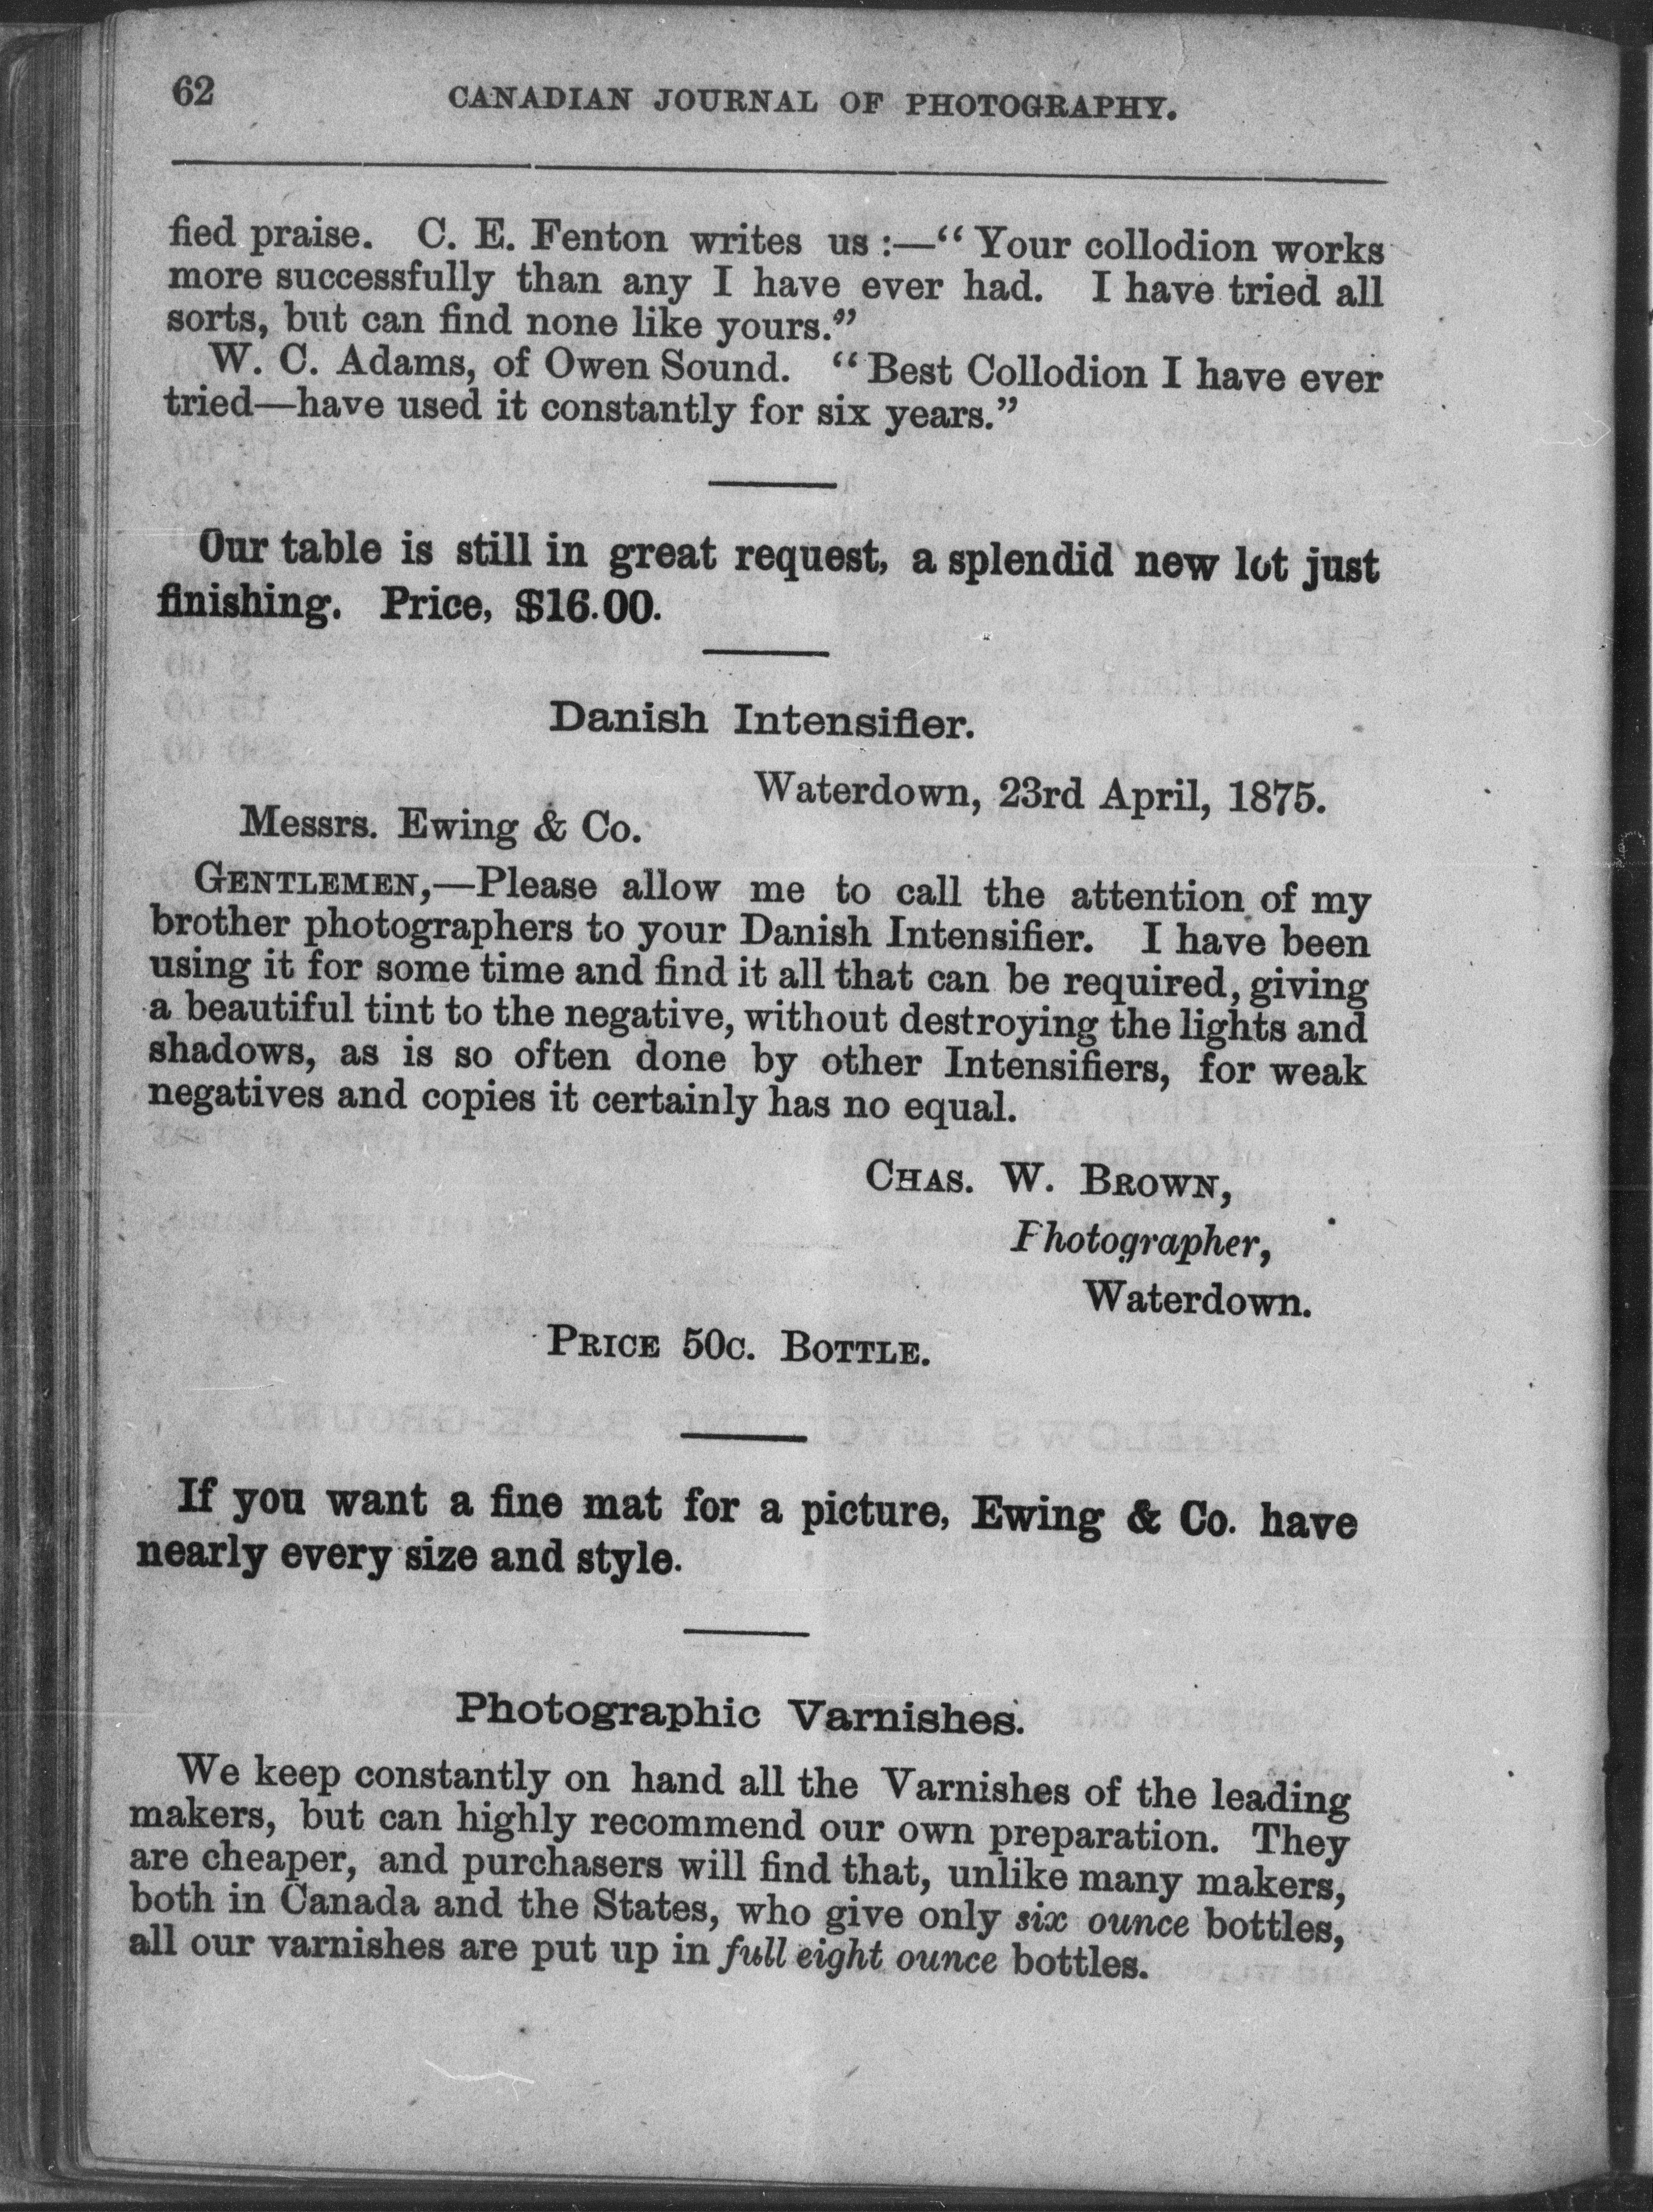 62 CANADIAN JOURNAL OF PHOTOGRAPHY.
fied praise. C. E. Fenton writes us :—“ Your collodion works
more successfully than any I have ever had. I have tried all
sorts, but can find none like yours.”
W. C. Adams, of Owen Sound. “Best Collodion I have ever
tried—have used it constantly for six years.”
Our table is still in great request, a splendid new lot just
finishing. Price, $16.00.
Danish Intensifier.
Waterdown, 23rd April, 1875.
Messrs. Ewing & Co.
GENTLEMEN,—Please allow me to call the attention of my
brother photographers to your Danish Intensifier. I have been
using it for some time and find it all that can be required, giving
a beautiful tint to the negative, without destroying the lights and
shadows, as is so often done by other Intensifiers, for weak
negatives and copies it certainly has no equal.
CHAS. W. BROWN,
Photographer,
Waterdown.
PRICE 50C. BOTTLE.
If you want a fine mat for a picture, Ewing & Co. have
nearly every size and style.
Photographic Varnishes.
We keep constantly on hand all the Varnishes of the leading
makers, but can highly recommend our own preparation. They
are cheaper, and purchasers will find that, unlike many makers,
both in Canada and the States, who give only six ounce bottles,
all our varnishes are put up in full eight ounce bottles.